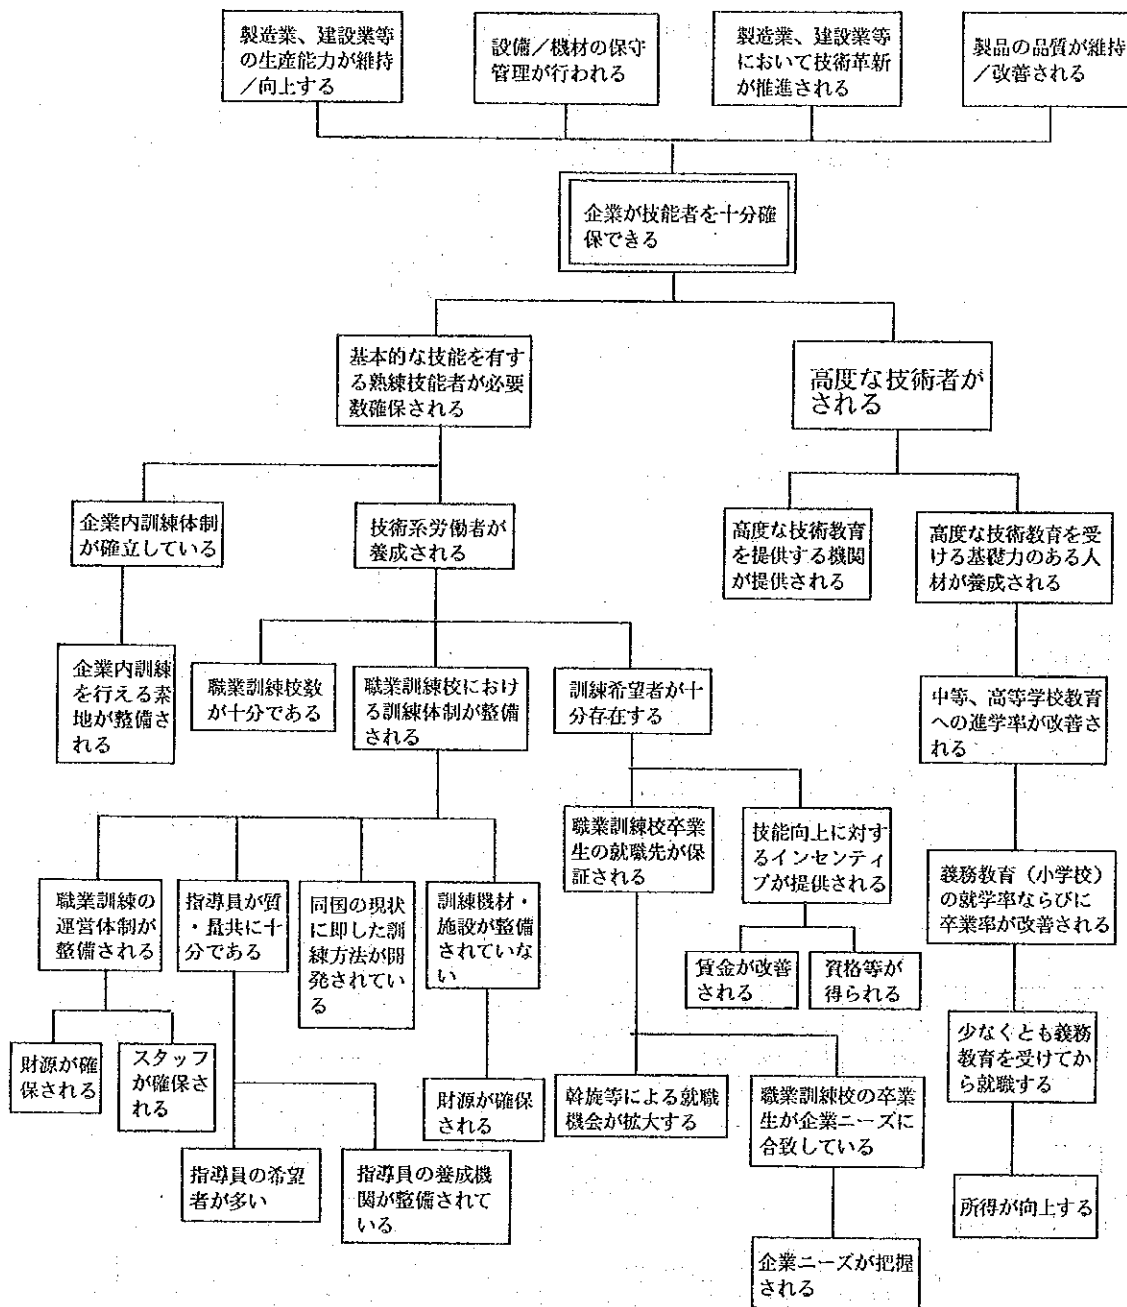 製造業、建設業等
の生産能力が維持
／向上する
設備／機材の保守
管理が行われる
製造業、建設業等
において技術革新
が推進される
製品の品質が維持
／改善される
企業が技能者を十分確
保できる
基本的な技能を有す
る熟練技能者が必要
数確保される
高度な技術者が
される
企業内訓練体制
が確立している
技術系労働者が
養成される
高度な技術教育
を提供する機関
が提供される
高度な技術教育を受
ける基礎力のある人
材が養成される
企業内訓練
を行える素
地が整備さ
れる
職業訓練校数
が十分である
職業訓練校におけ
る訓練体制が整備
される
訓練希望者が十
分存在する
中等、高等学校教育
への進学率が改善さ
れる
職業訓練校卒業
生の就職先が保
証される
技能向上に対す
るインセンティ
ブが提供される
義務教育（小学校）
の就学率ならびに
卒業率が改善される
職業訓練の
運営体制が
整備される
指導員が質
・量共に十
分である
同国の現状
に即した訓
練方法が開
発されてい
る
訓練機材・
施設が整備
されていな
い
賃金が改善
される
資格等が
得られる
財源が確
保される
スタッフ
が確保さ
れる
財源が確保
される
斡旋等による就職
機会が拡大する
職業訓練校の卒業
生が企業ニーズに
合致している
少なくとも義務
教育を受けてか
ら就職する
指導員の希望
者が多い
指導員の養成機
関が整備されて
いる
所得が向上する
企業ニーズが把握
される